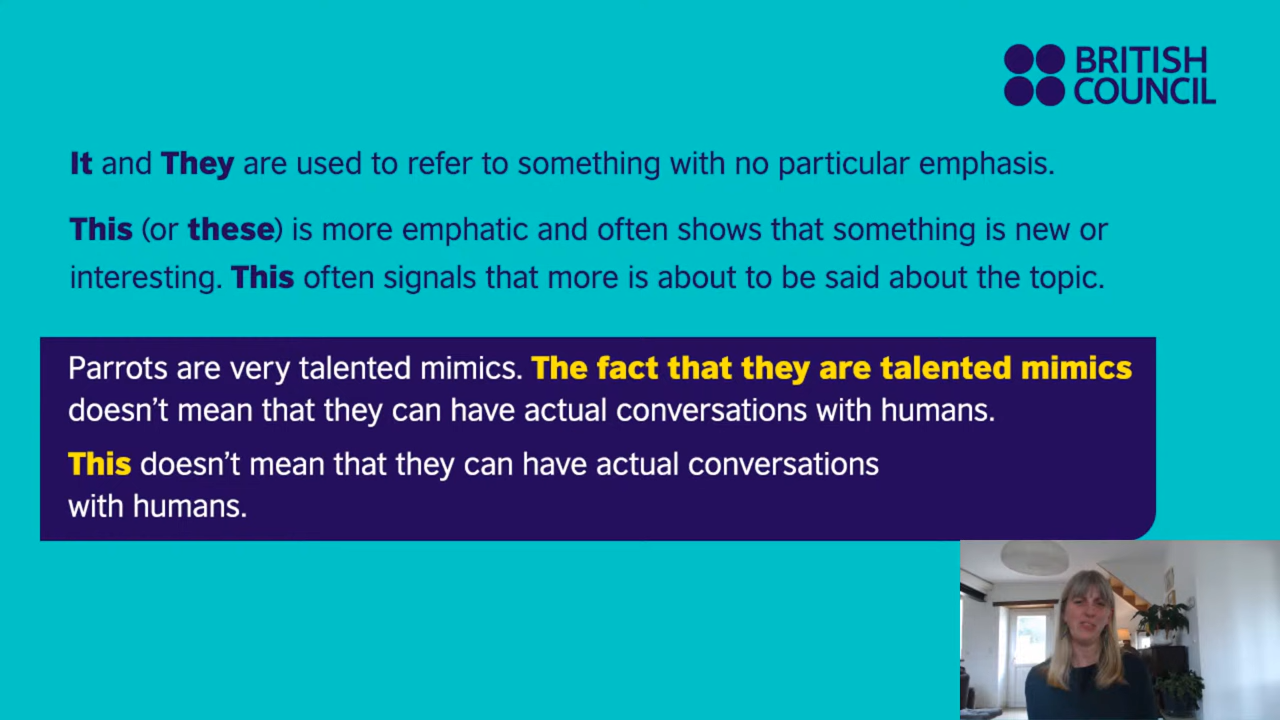 BRITISH
COUNCIL
It and They are used to refer to something with no particular emphasis.
This (or these) is more emphatic and often shows that something is new or
interesting. This often signals that more is about to be said about the topic.
Parrots are very talented mimics. The fact that they are talented mimics
doesn’t mean that they can have actual conversations with humans.
This doesn’t mean that they can have actual conversations
with humans.